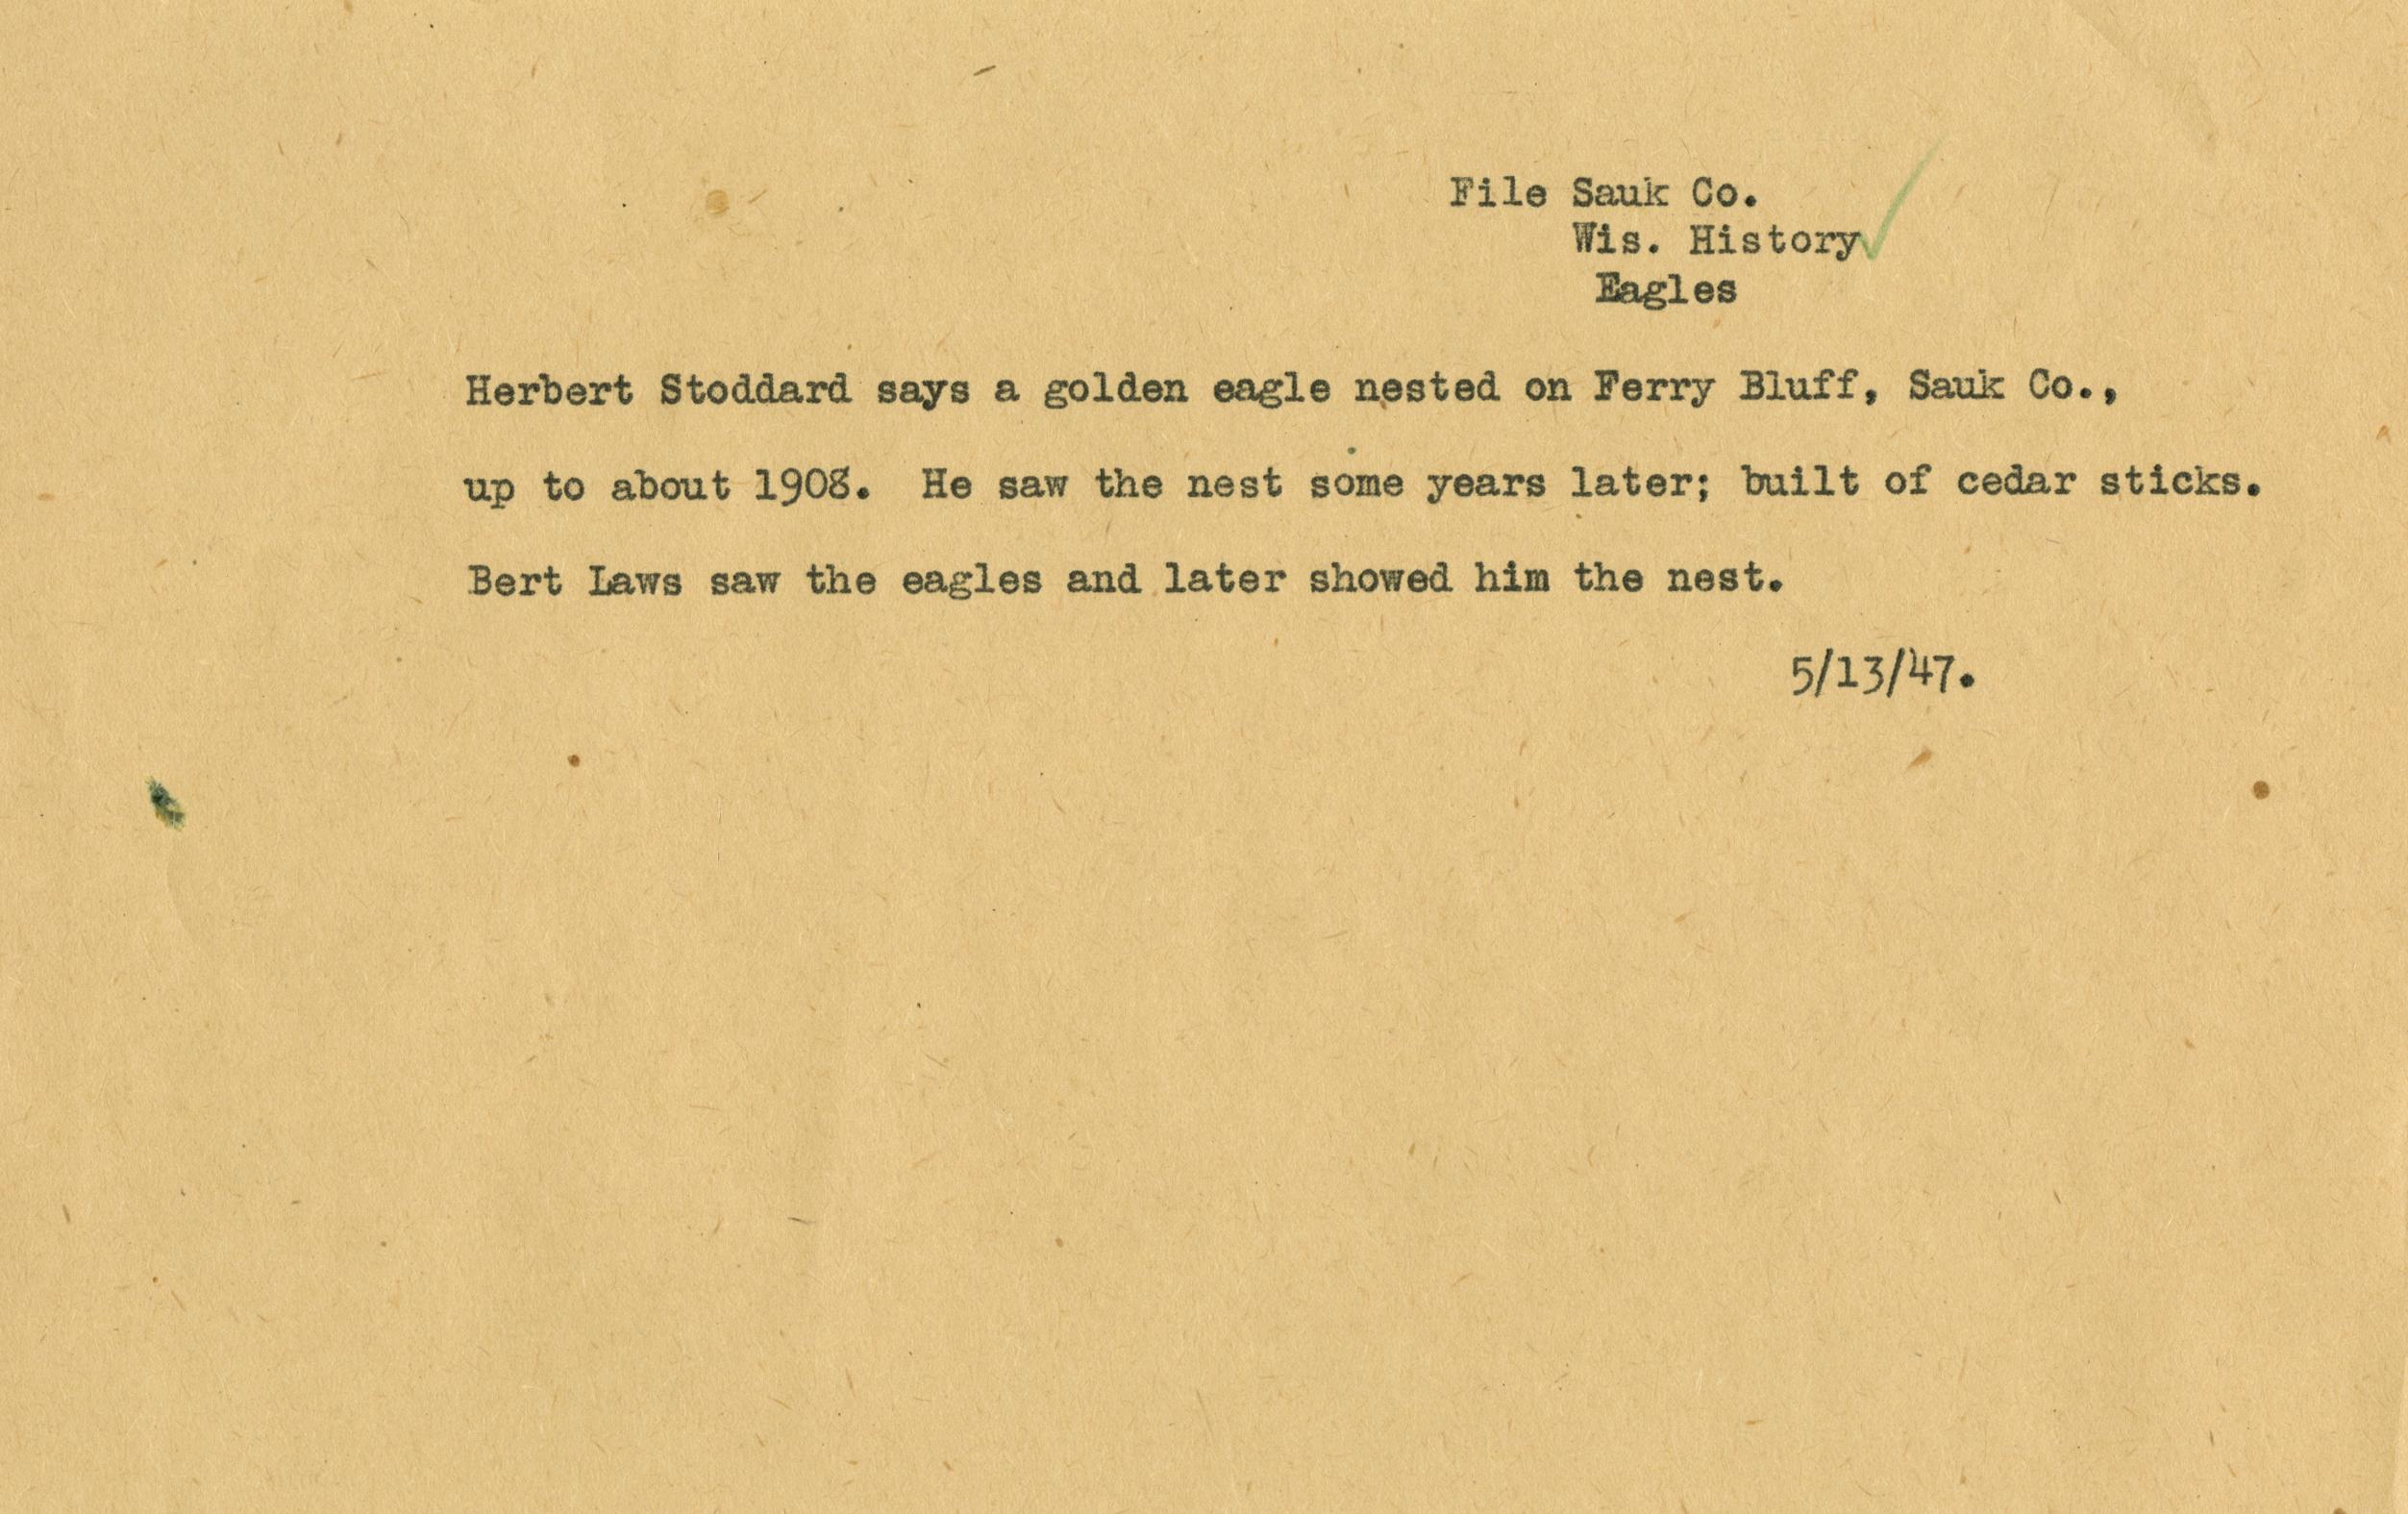 File Sauk Co.
Wis. History
Eagles
Herbert Stoddard says a golden eagle nested on Ferry Bluff, Sauk Co.,
up to about 1908.  He saw the nest some years later; built of cedar sticks.
Bert Laws saw the eagles and later showed him the nest.
5/13/47.